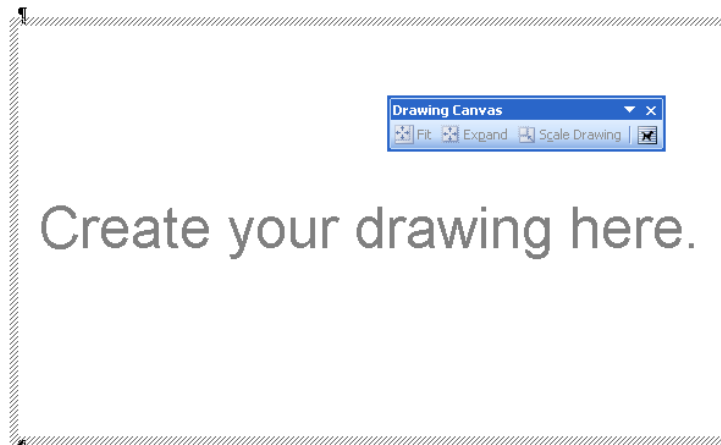 ¶
Drawing Canvas
Fit Expand Scale Drawing
Create your drawing here.